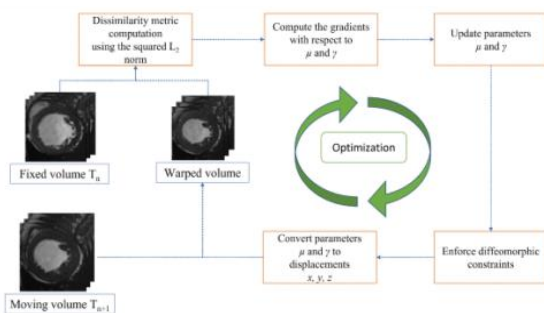 Dissimilarity metric
computation
using the squared L₂
norm
Compute the gradients
with respect to
μ and γ
Update parameters
μ and γ
Fixed volume Tₙ
Warped volume
Optimization
Moving volume Tₙ₊₁
Convert parameters
μ and γ to
displacements
x, y, z
Enforce diffeomorphic
constraints